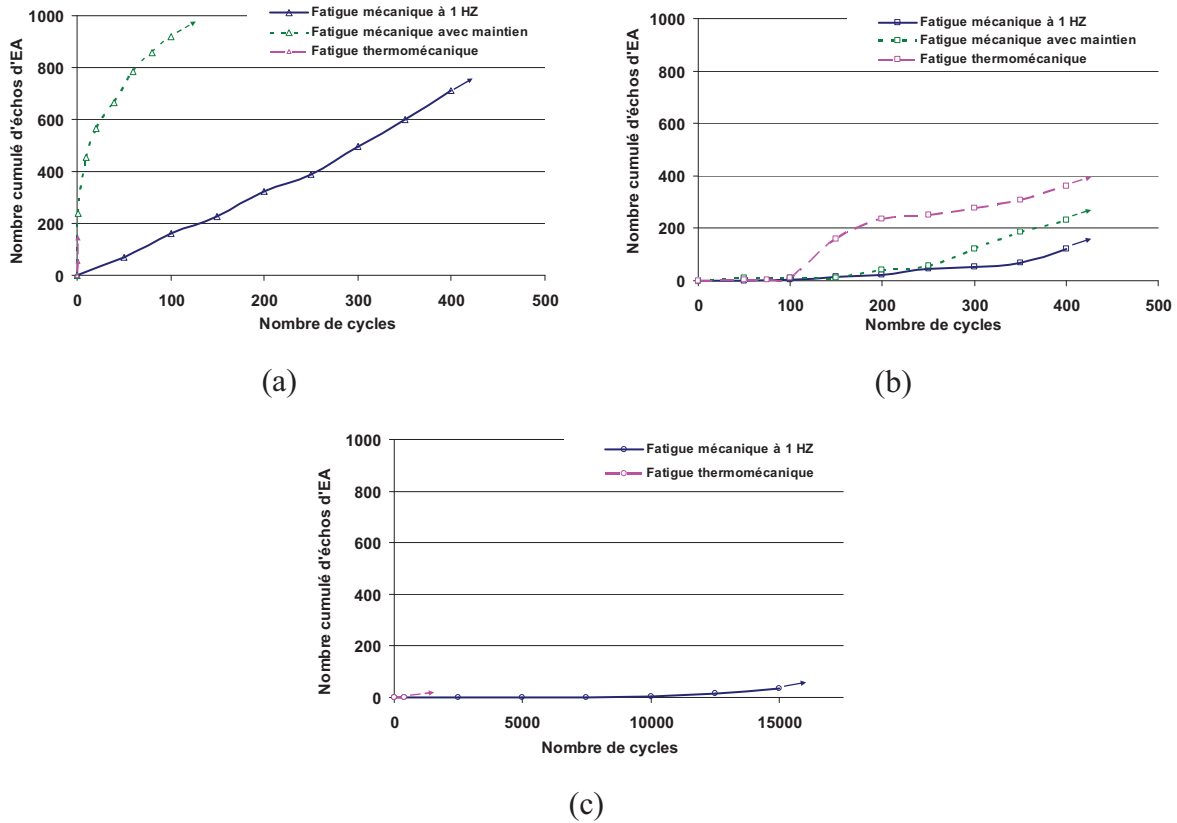 Fatigue mécanique à 1 HZ
Fatigue mécanique avec maintien
Fatigue thermomécanique
Nombre cumulé d'échos d'EA
1000
800
600
400
200
0
0 100 200 300 400 500
Nombre de cycles
(a)
Fatigue mécanique à 1 HZ
Fatigue mécanique avec maintien
Fatigue thermomécanique
Nombre cumulé d'échos d'EA
1000
800
600
400
200
0
0 100 200 300 400 500
Nombre de cycles
(b)
Fatigue mécanique à 1 HZ
Fatigue thermomécanique
Nombre cumulé d'échos d'EA
1000
800
600
400
200
0
0 5000 10000 15000
Nombre de cycles
(c)